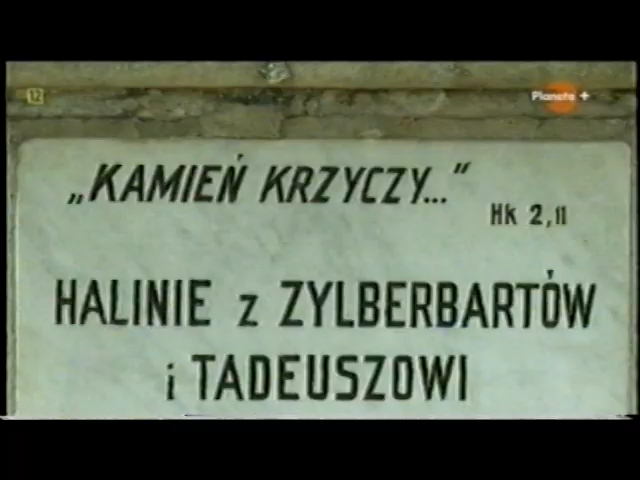 12
Planete +
„KAMIEŃ KRZYCZY..."
Hk 2,11
HALINIE z ZYLBERBARTÓW
i TADEUSZOWI